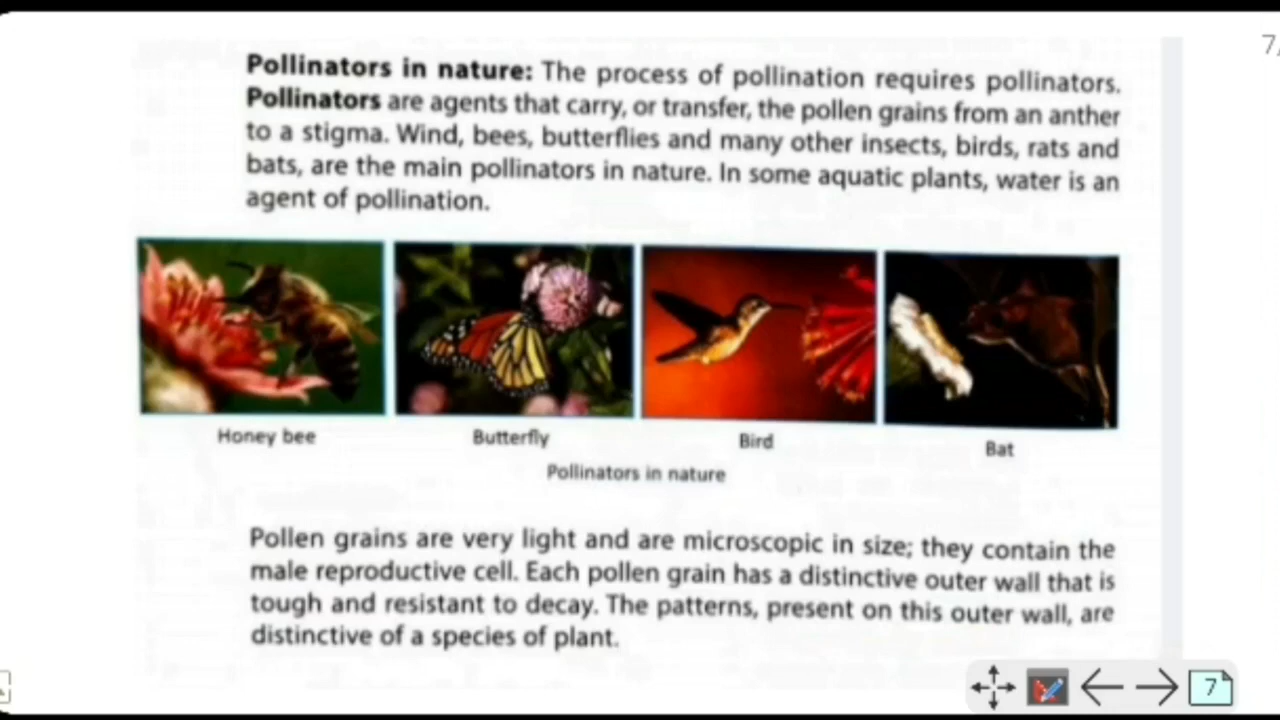 7
Pollinators in nature: The process of pollination requires pollinators.
Pollinators are agents that carry, or transfer, the pollen grains from an anther
to a stigma. Wind, bees, butterflies and many other insects, birds, rats and
bats, are the main pollinators in nature. In some aquatic plants, water is an
agent of pollination.
Honey bee
Butterfly
Bird
Bat
Pollinators in nature
Pollen grains are very light and are microscopic in size; they contain the
male reproductive cell. Each pollen grain has a distinctive outer wall that is
tough and resistant to decay. The patterns, present on this outer wall, are
distinctive of a species of plant.
7